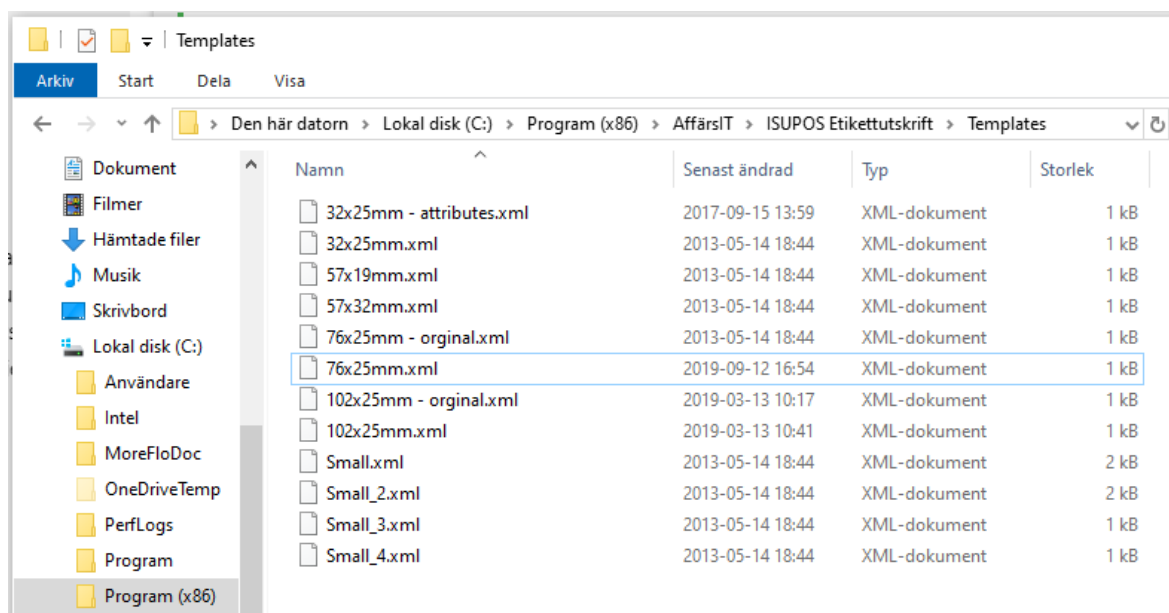 Templates
Arkiv Start Dela Visa
Den här datorn > Lokal disk (C:) > Program (x86) > AffärsIT > ISUPOS Etikettutskrift > Templates
Namn Senast ändrad Typ Storlek
Dokument
Filmer
Hämtade filer
Musik
Skrivbord
Lokal disk (C:)
Användare
Intel
MoreFloDoc
OneDriveTemp
PerfLogs
Program
Program (x86)
32x25mm - attributes.xml 2017-09-15 13:59 XML-dokument 1 kB
32x25mm.xml 2013-05-14 18:44 XML-dokument 1 kB
57x19mm.xml 2013-05-14 18:44 XML-dokument 1 kB
57x32mm.xml 2013-05-14 18:44 XML-dokument 1 kB
76x25mm - orginal.xml 2013-05-14 18:44 XML-dokument 1 kB
76x25mm.xml 2019-09-12 16:54 XML-dokument 1 kB
102x25mm - orginal.xml 2019-03-13 10:17 XML-dokument 1 kB
102x25mm.xml 2019-03-13 10:41 XML-dokument 1 kB
Small.xml 2013-05-14 18:44 XML-dokument 2 kB
Small_2.xml 2013-05-14 18:44 XML-dokument 2 kB
Small_3.xml 2013-05-14 18:44 XML-dokument 1 kB
Small_4.xml 2013-05-14 18:44 XML-dokument 1 kB